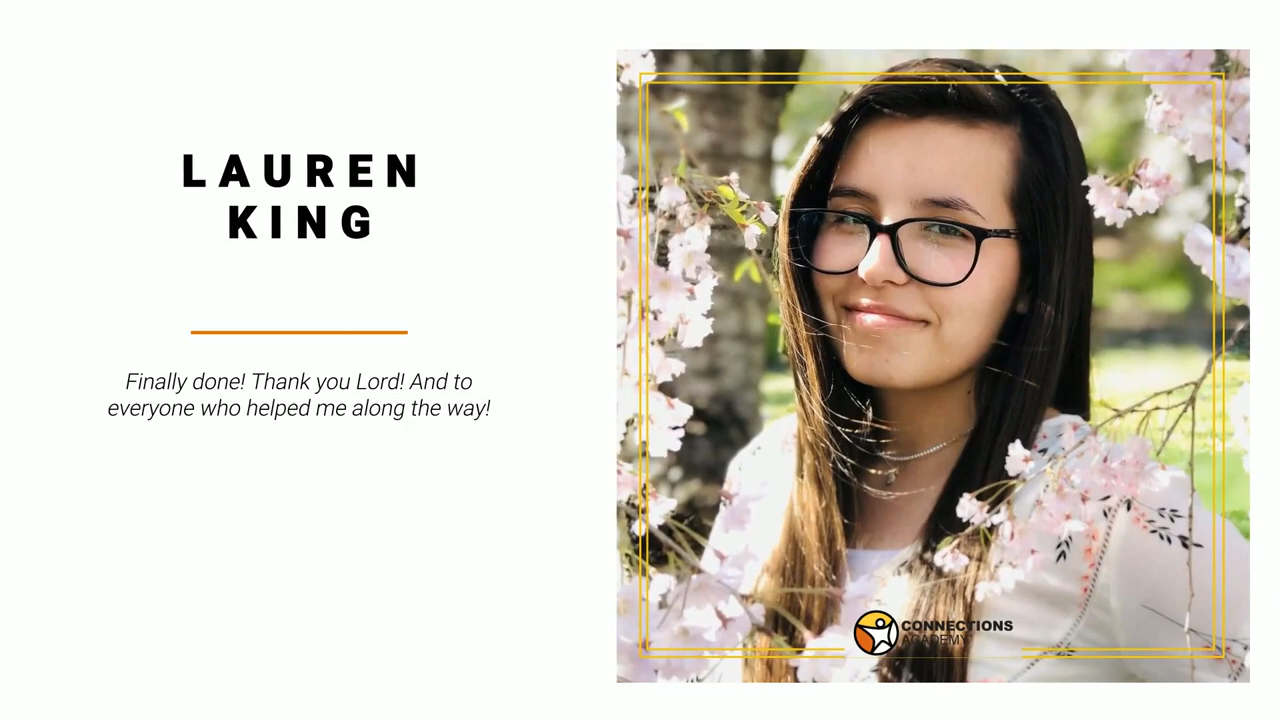 LAUREN
KING
Finally done! Thank you Lord! And to
everyone who helped me along the way!
CONNECTIONS
ACADEMY